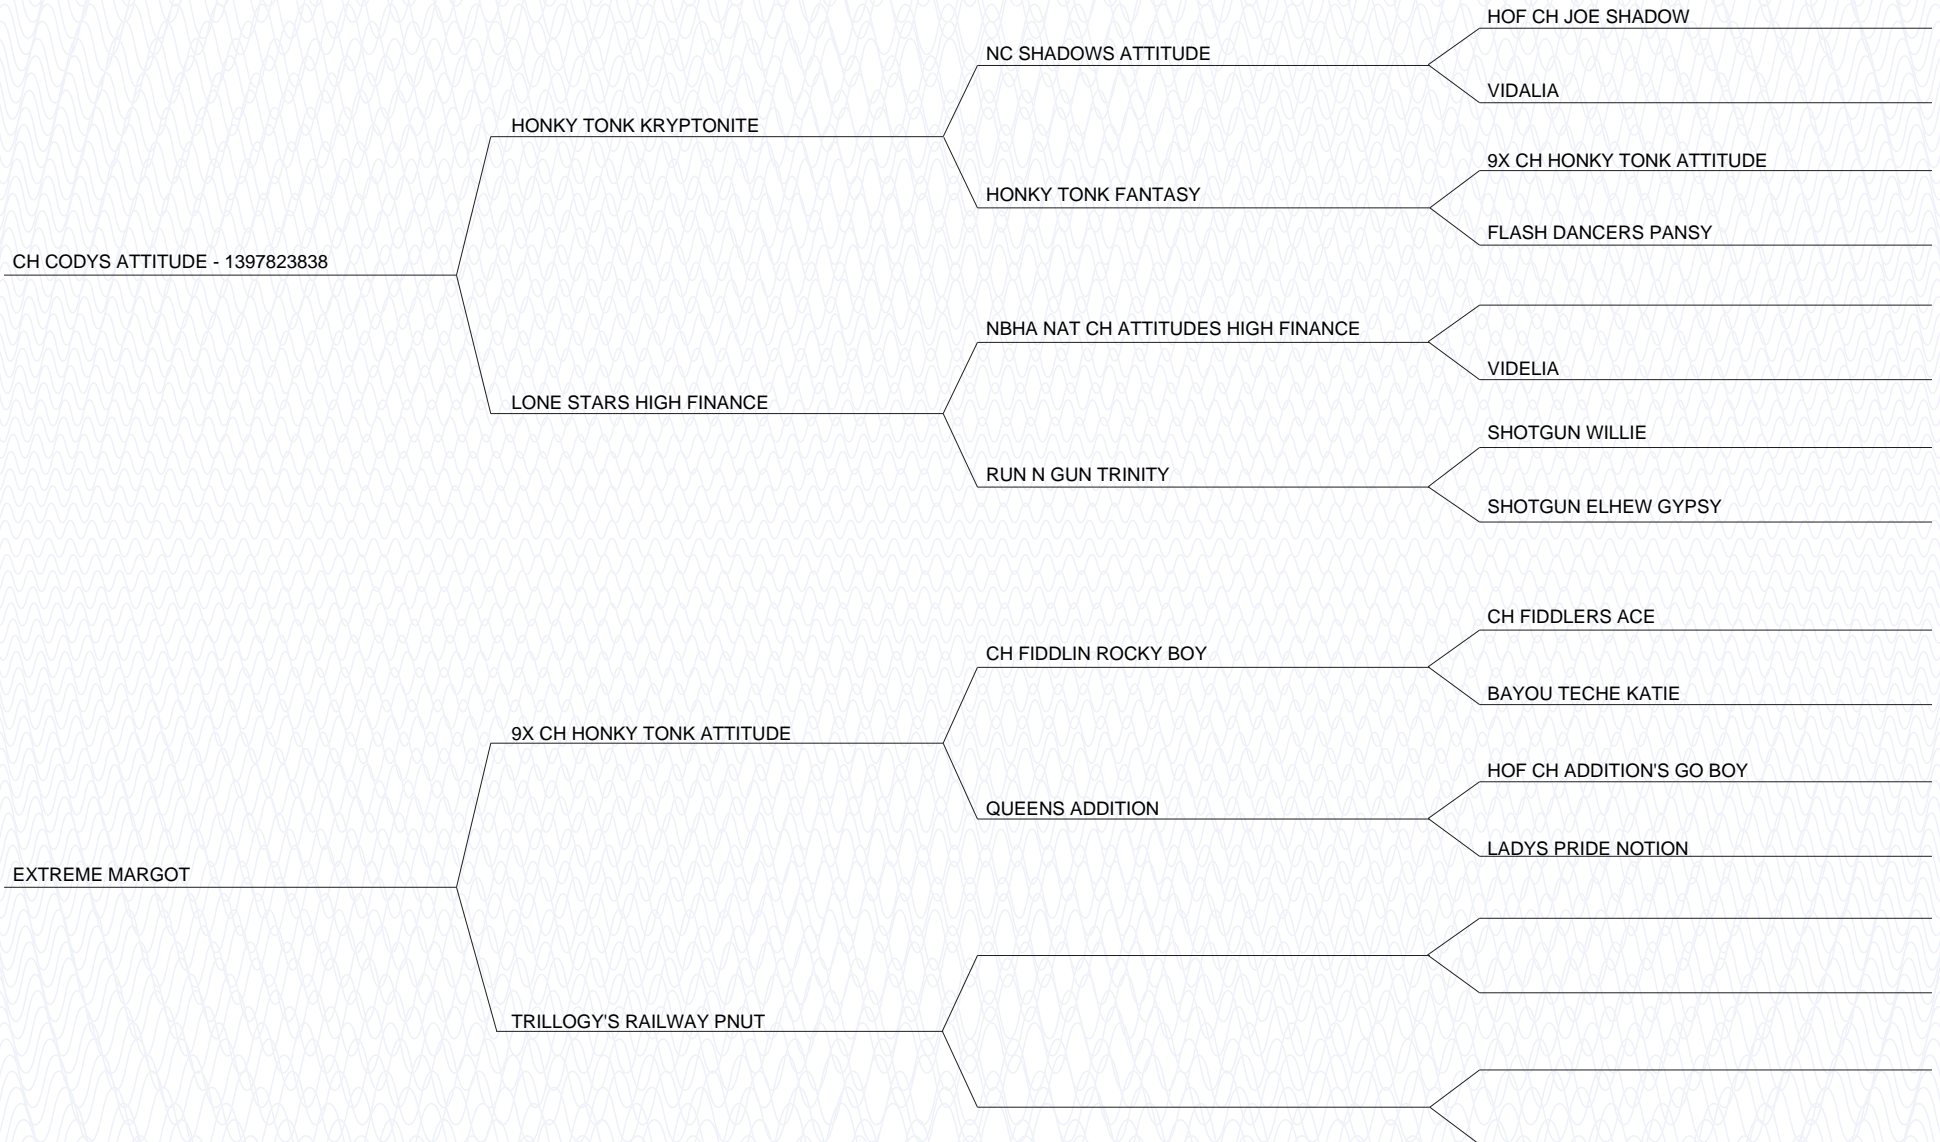 HOF CH JOE SHADOW
NC SHADOWS ATTITUDE
VIDALIA
HONKY TONK KRYPTONITE
9X CH HONKY TONK ATTITUDE
HONKY TONK FANTASY
FLASH DANCERS PANSY
CH CODYS ATTITUDE - 1397823838
NBHA NAT CH ATTITUDES HIGH FINANCE
VIDELIA
LONE STARS HIGH FINANCE
SHOTGUN WILLIE
RUN N GUN TRINITY
SHOTGUN ELHEW GYPSY
CH FIDDLERS ACE
CH FIDDLIN ROCKY BOY
BAYOU TECHE KATIE
9X CH HONKY TONK ATTITUDE
HOF CH ADDITION'S GO BOY
QUEENS ADDITION
LADYS PRIDE NOTION
EXTREME MARGOT
TRILLOGY'S RAILWAY PNUT